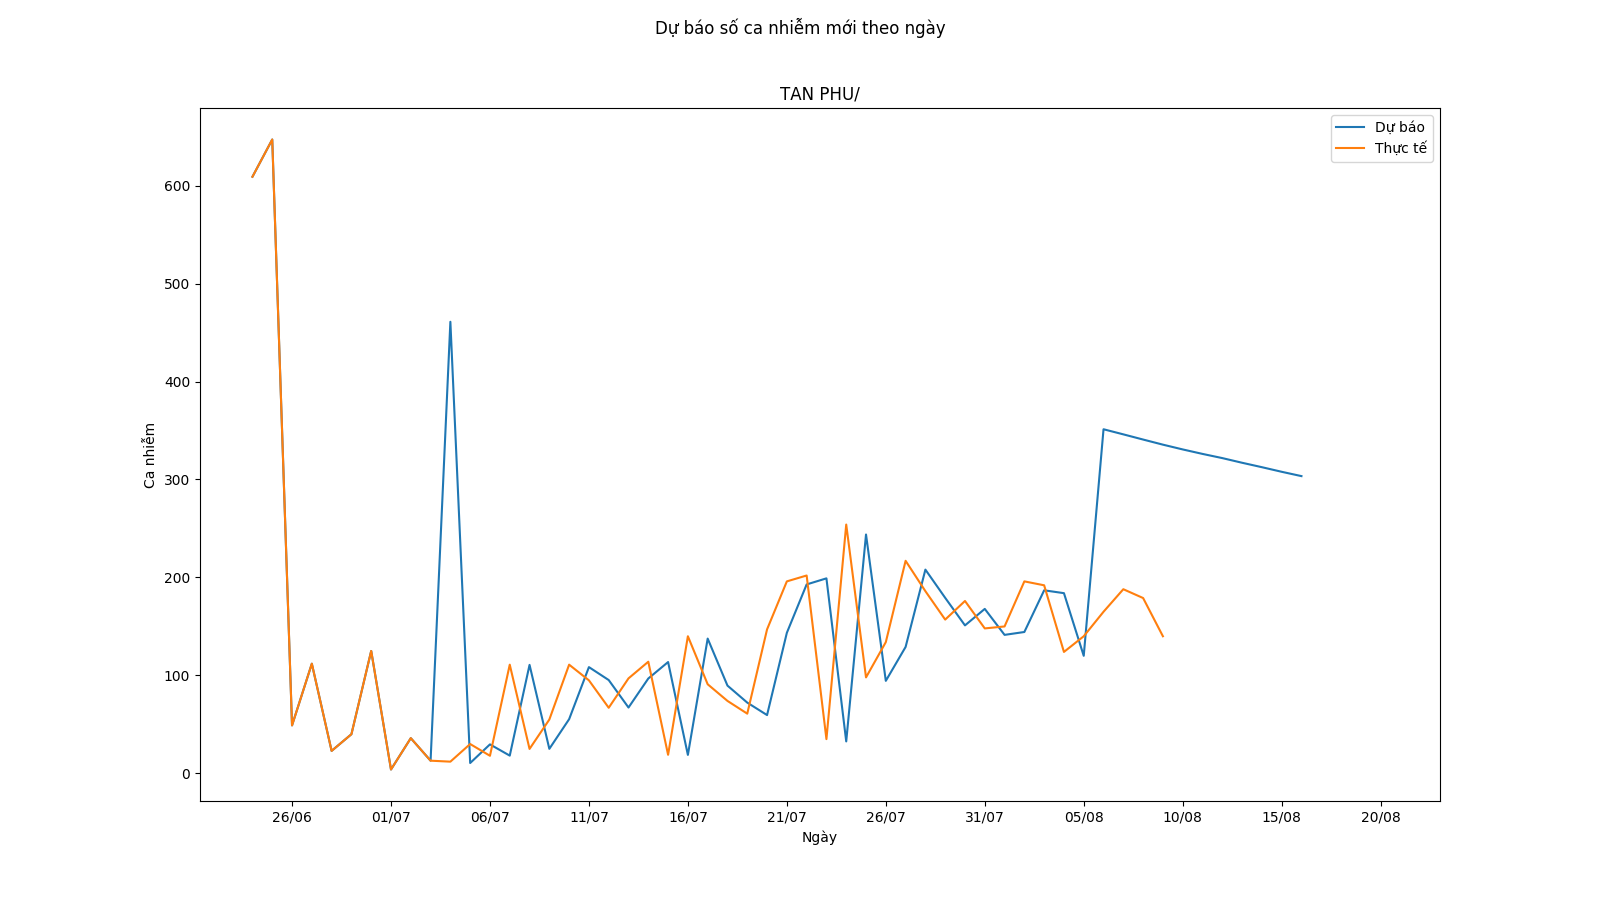 Dự báo số ca nhiễm mới theo ngày
TAN PHU/
Dự báo
Thực tế
600
500
400
300
200
100
0
Ca nhiễm
26/06 01/07 06/07 11/07 16/07 21/07 26/07 31/07 05/08 10/08 15/08 20/08
Ngày